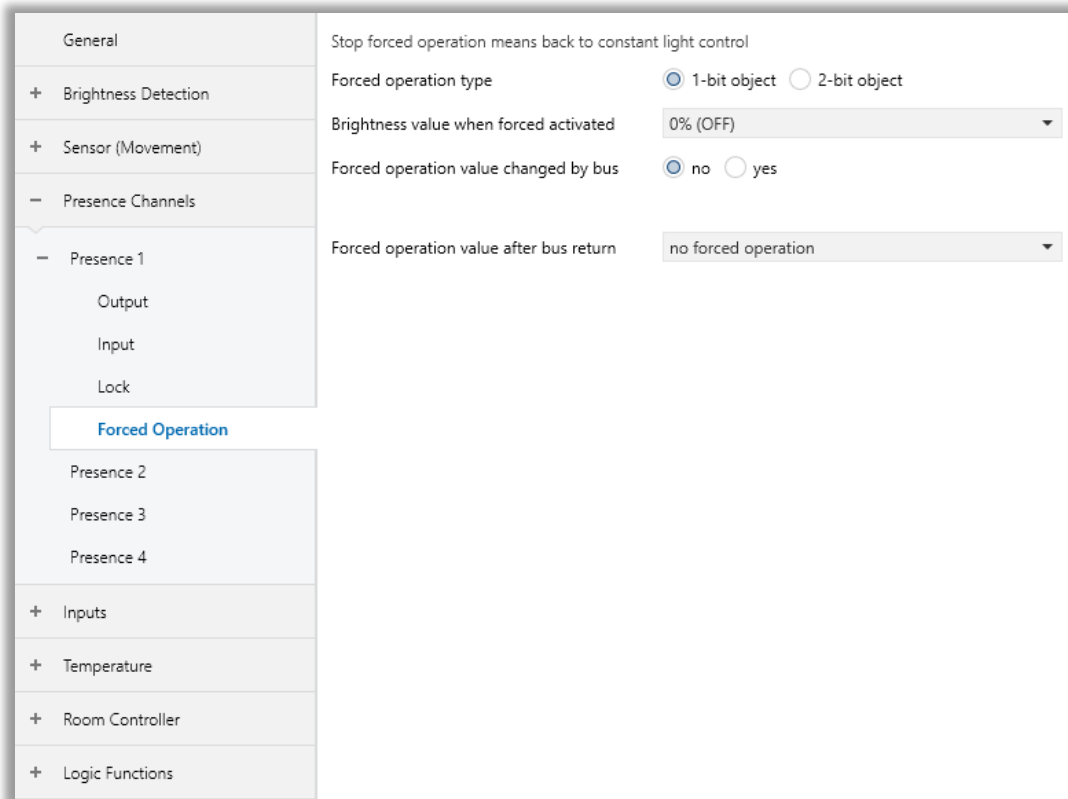 General
Brightness Detection
Sensor (Movement)
Presence Channels
Presence 1
Output
Input
Lock
Forced Operation
Presence 2
Presence 3
Presence 4
Inputs
Temperature
Room Controller
Logic Functions
Stop forced operation means back to constant light control
Forced operation type 1-bit object 2-bit object
Brightness value when forced activated 0% (OFF)
Forced operation value changed by bus no yes
Forced operation value after bus return no forced operation